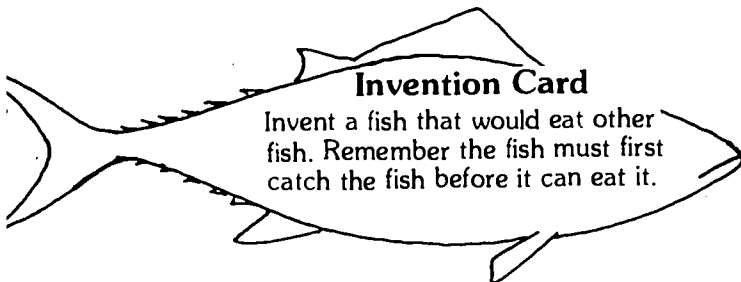 Invention Card
Invent a fish that would eat other
fish. Remember the fish must first
catch the fish before it can eat it.